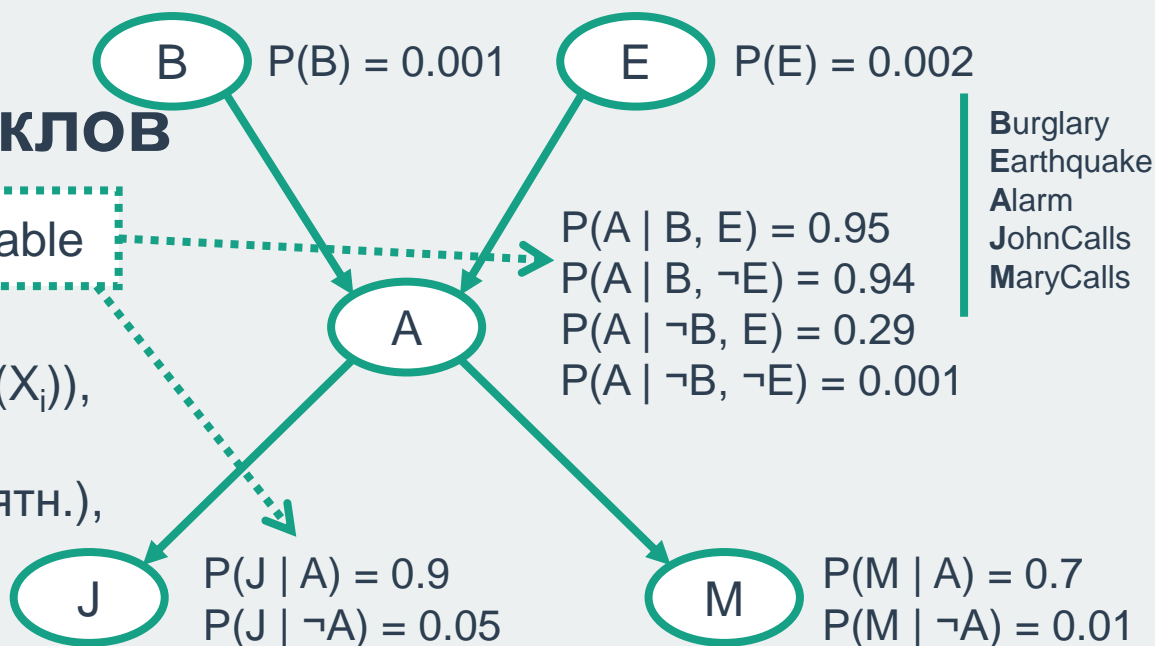 B P(B) = 0.001 E P(E) = 0.002
клов
Burglary
Earthquake
Alarm
JohnCalls
MaryCalls
able
P(A | B, E) = 0.95
P(A | B, ¬E) = 0.94
P(A | ¬B, E) = 0.29
P(A | ¬B, ¬E) = 0.001
A
(Xi)),
ятн.),
J P(J | A) = 0.9
P(J | ¬A) = 0.05
M P(M | A) = 0.7
P(M | ¬A) = 0.01